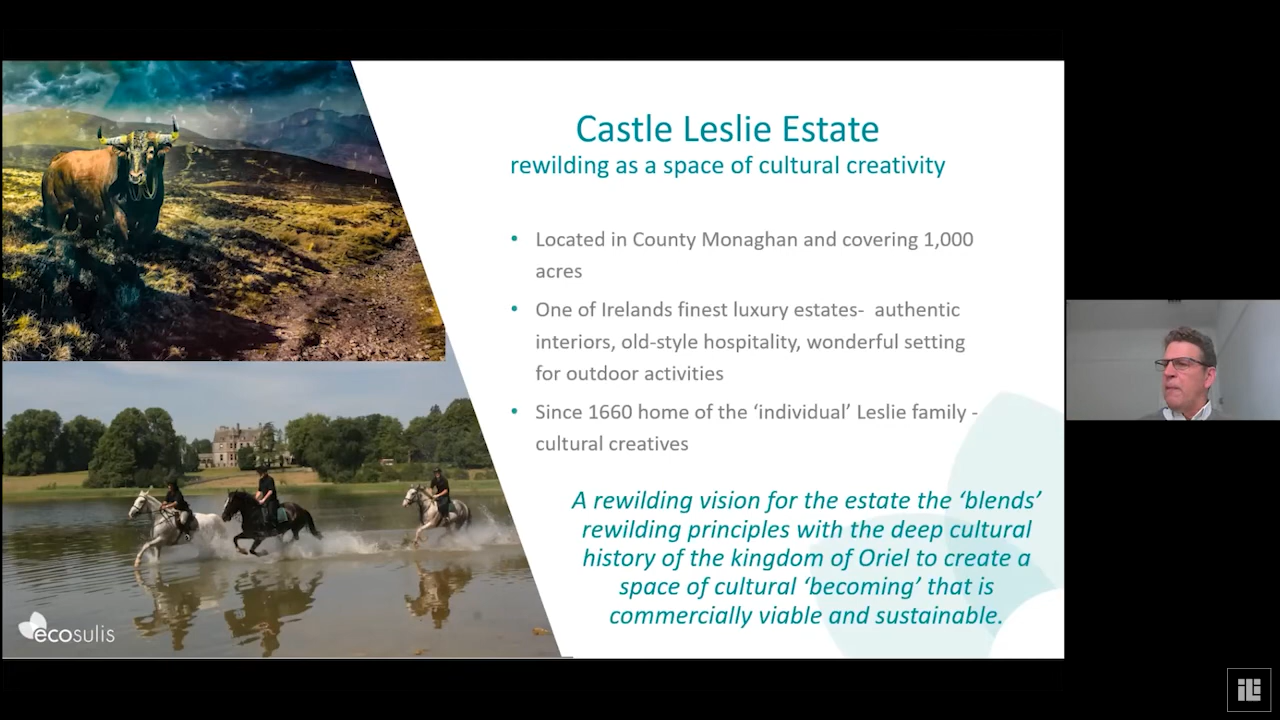 Castle Leslie Estate
rewilding as a space of cultural creativity
• Located in County Monaghan and covering 1,000
acres
• One of Irelands finest luxury estates- authentic
interiors, old-style hospitality, wonderful setting
for outdoor activities
• Since 1660 home of the ‘individual’ Leslie family -
cultural creatives
A rewilding vision for the estate the ‘blends’
rewilding principles with the deep cultural
history of the kingdom of Oriel to create a
space of cultural ‘becoming’ that is
commercially viable and sustainable.
ecosulis